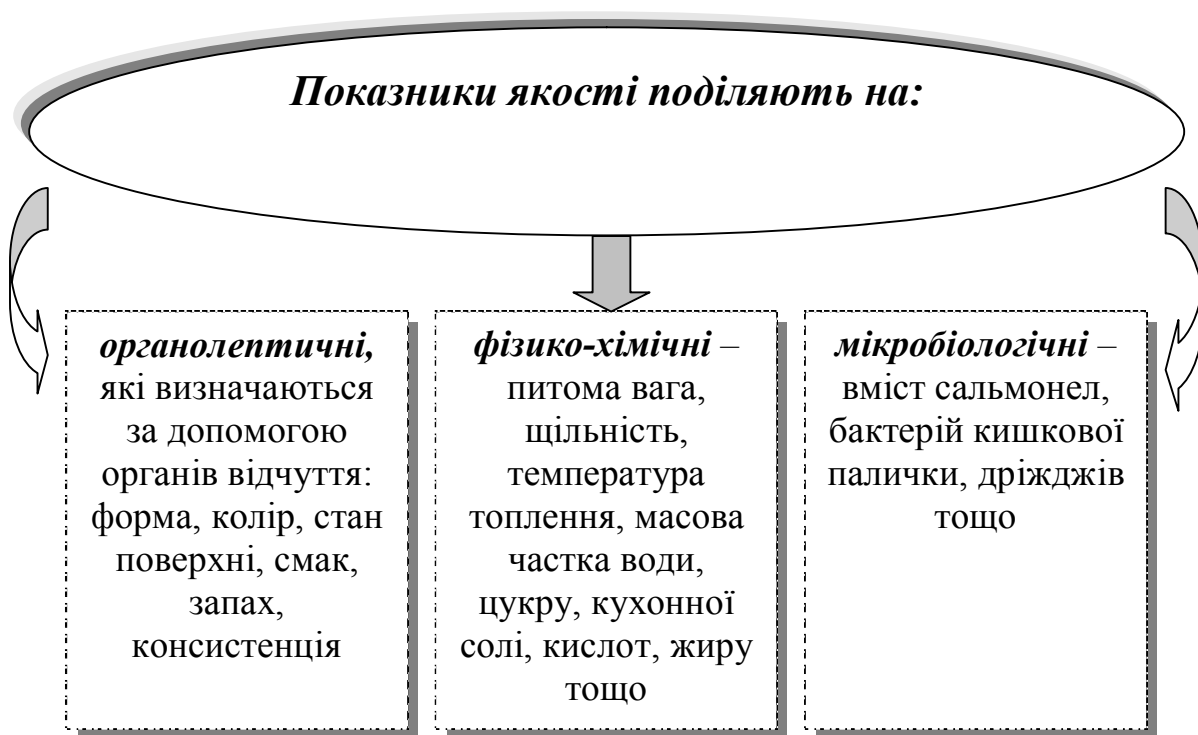 Показники якості поділяють на:
органолептичні,
які визначаються
за допомогою
органів відчуття:
форма, колір, стан
поверхні, смак,
запах,
консистенція
фізико-хімічні –
питома вага,
щільність,
температура
топлення, масова
частка води,
цукру, кухонної
солі, кислот, жиру
тощо
мікробіологічні –
вміст сальмонел,
бактерій кишкової
палички, дріжджів
тощо